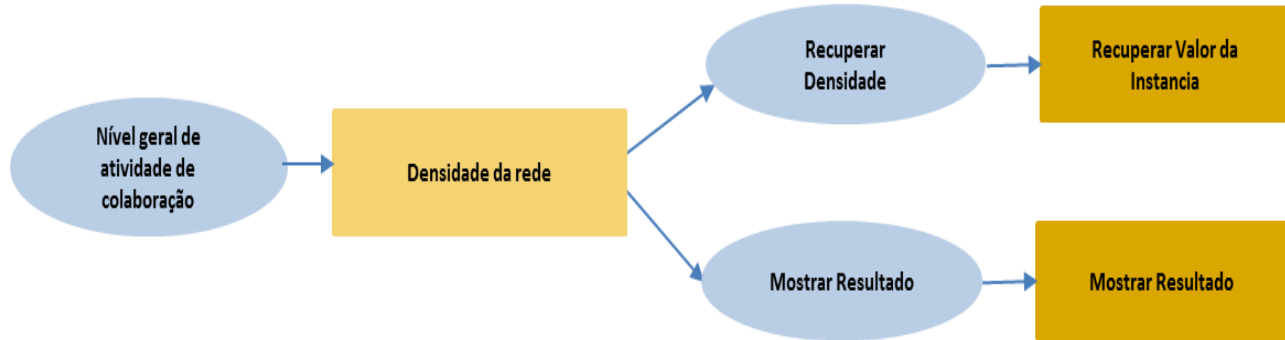 Nível geral de
atividade de
colaboração
Densidade da rede
Recuperar
Densidade
Recuperar Valor da
Instancia
Mostrar Resultado
Mostrar Resultado